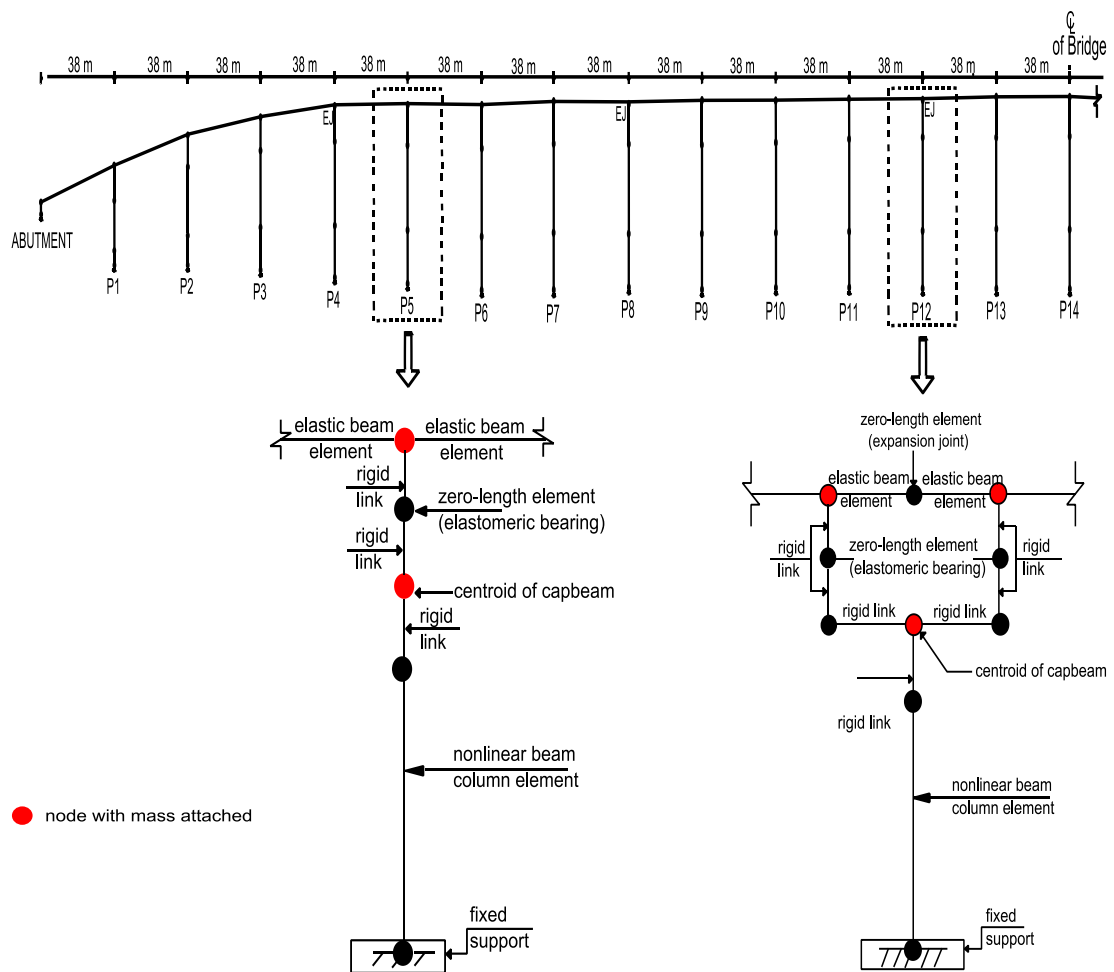 ℄
of Bridge
38 m 38 m 38 m 38 m 38 m 38 m 38 m 38 m 38 m 38 m 38 m 38 m 38 m 38 m
EJ EJ EJ
ABUTMENT
P1 P2 P3 P4 P5 P6 P7 P8 P9 P10 P11 P12 P13 P14
elastic beam
element
elastic beam
element
rigid
link
zero-length element
(elastomeric bearing)
rigid
link
centroid of capbeam
rigid
link
nonlinear beam
column element
fixed
support
node with mass attached
zero-length element
(expansion joint)
elastic beam
element
elastic beam
element
rigid
link
zero-length element
(elastomeric bearing)
rigid
link
rigid link
rigid link
centroid of capbeam
rigid link
nonlinear beam
column element
fixed
support